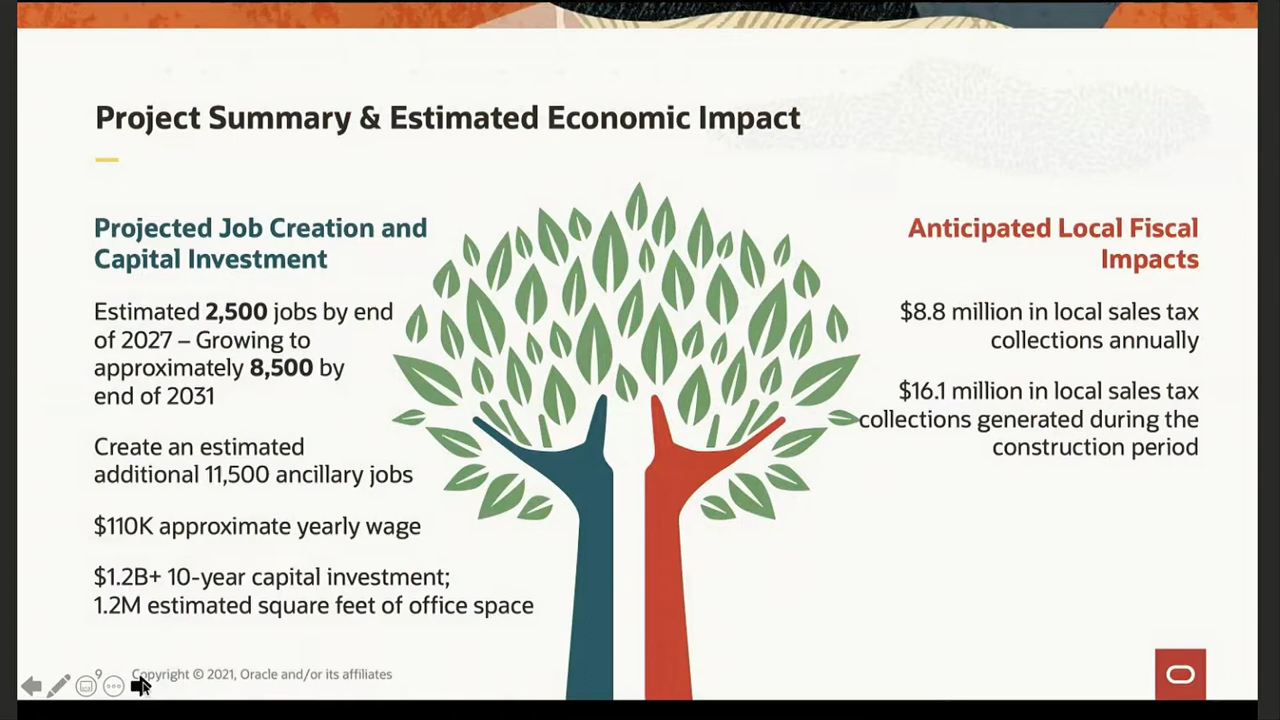 Project Summary & Estimated Economic Impact
Projected Job Creation and
Capital Investment
Estimated 2,500 jobs by end
of 2027 – Growing to
approximately 8,500 by
end of 2031
Create an estimated
additional 11,500 ancillary jobs
$110K approximate yearly wage
$1.2B+ 10-year capital investment;
1.2M estimated square feet of office space
Anticipated Local Fiscal
Impacts
$8.8 million in local sales tax
collections annually
$16.1 million in local sales tax
collections generated during the
construction period
9 Copyright © 2021, Oracle and/or its affiliates